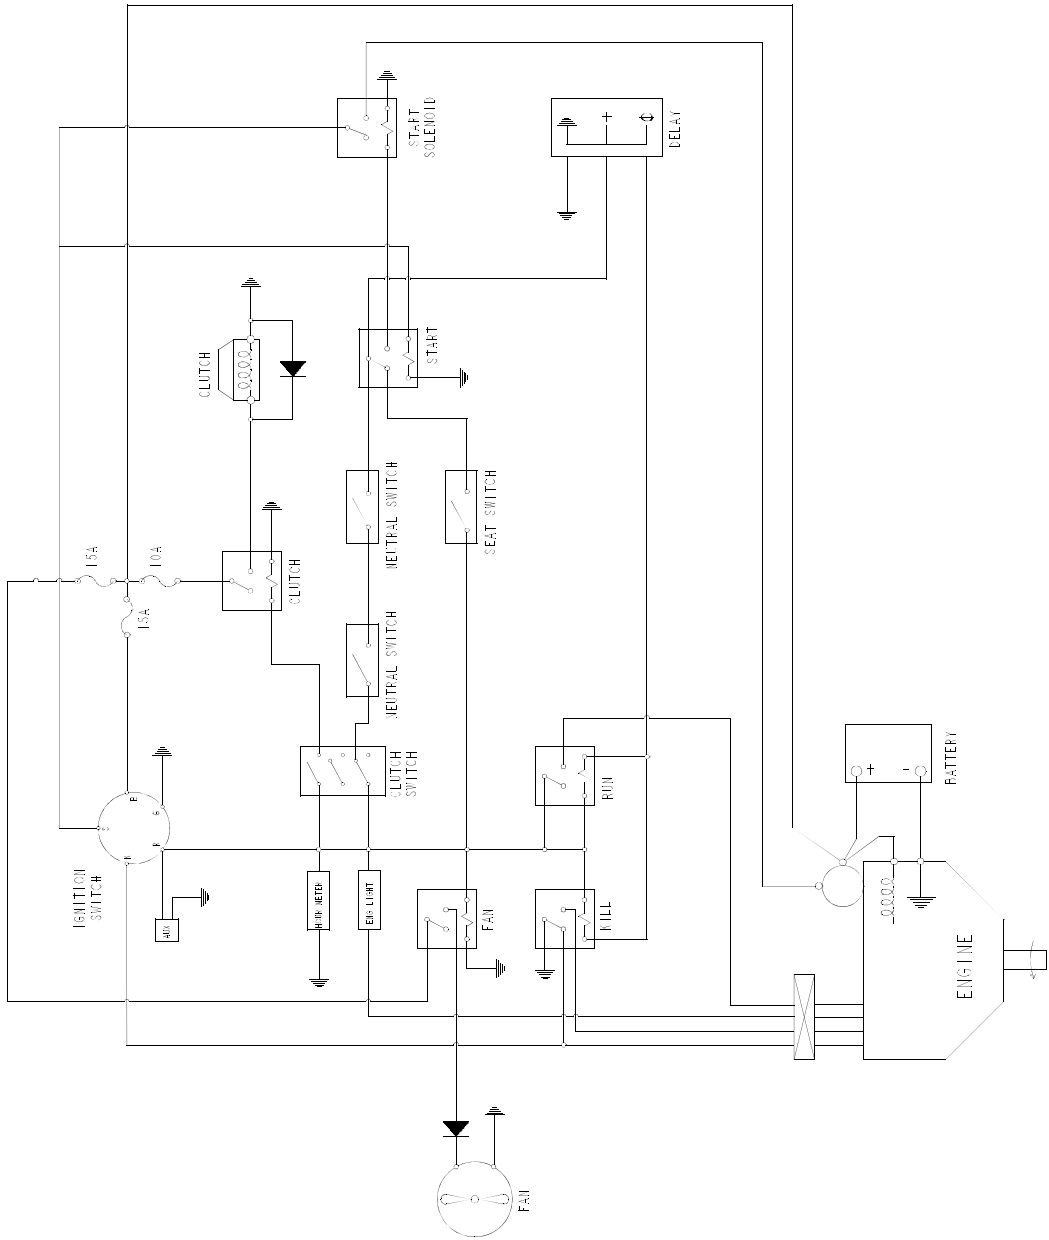 START
SOLENOID
+
DELAY
CLUTCH
START
NEUTRAL SWITCH
SEAT SWITCH
15A
10A
CLUTCH
15A
NEUTRAL SWITCH
CLUTCH
SWITCH
RUN
+
-
BATTERY
B
G
S
R
M
IGNITION
SWITCH
AUX
HOUR METER
ENG LIGHT
FAN
KILL
ENGINE
FAN